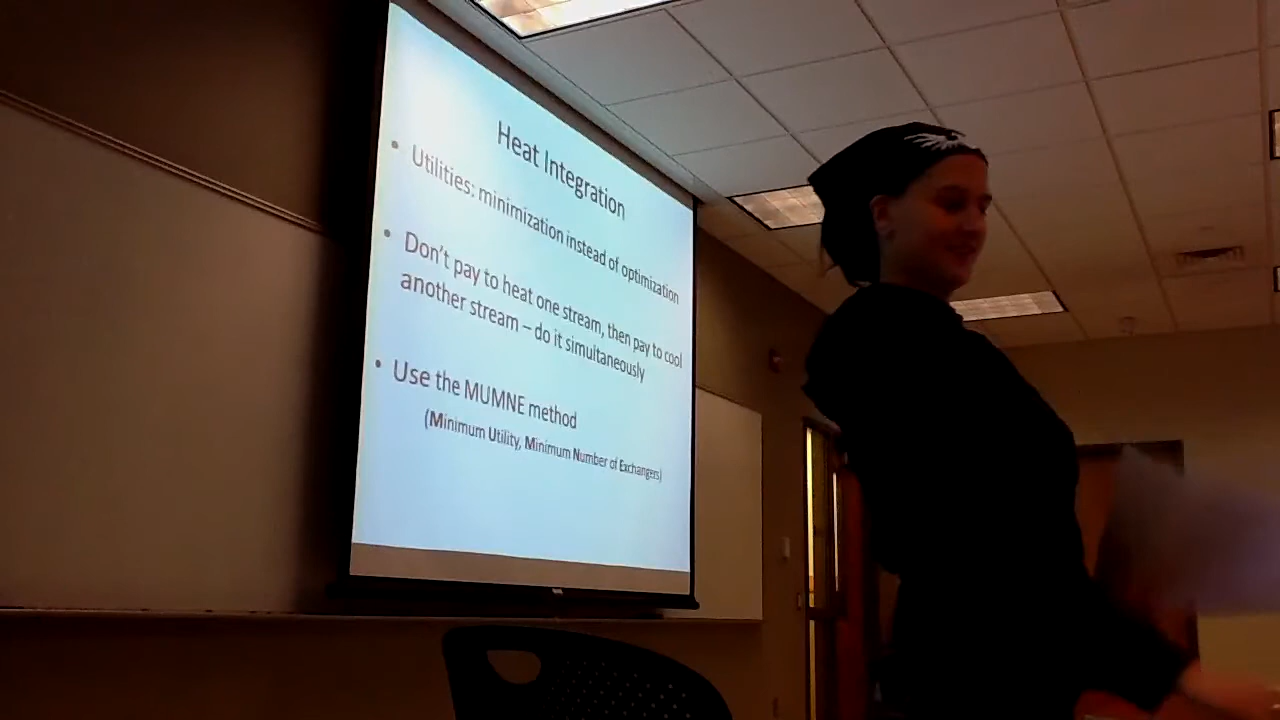 Heat Integration
• Utilities: minimization instead of optimization
• Don't pay to heat one stream, then pay to cool
another stream – do it simultaneously
• Use the MUMNE method
(Minimum Utility, Minimum Number of Exchangers)